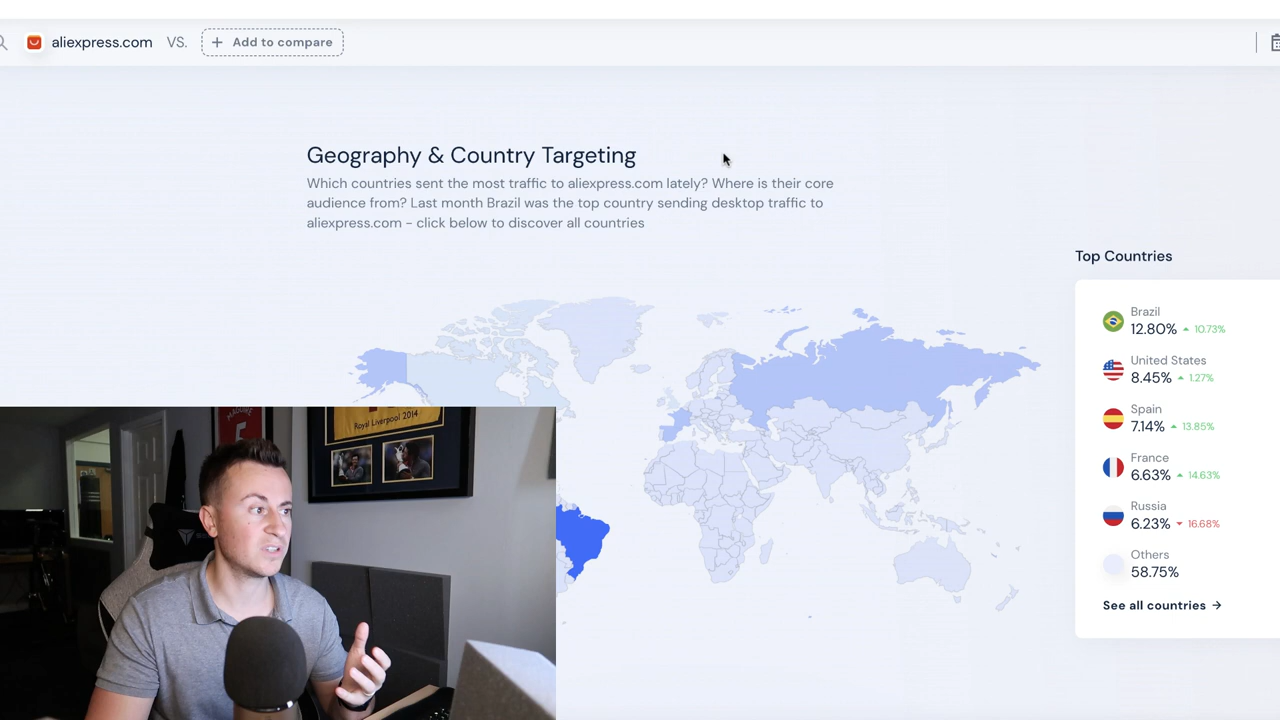 aliexpress.com VS. + Add to compare
Geography & Country Targeting
Which countries sent the most traffic to aliexpress.com lately? Where is their core
audience from? Last month Brazil was the top country sending desktop traffic to
aliexpress.com - click below to discover all countries
Top Countries
Brazil
12.80% 10.73%
United States
8.45% 1.27%
Spain
7.14% 13.85%
France
6.63% 14.63%
Russia
6.23% 16.68%
Others
58.75%
See all countries →
MAGUIRE
5
Royal Liverpool 2014